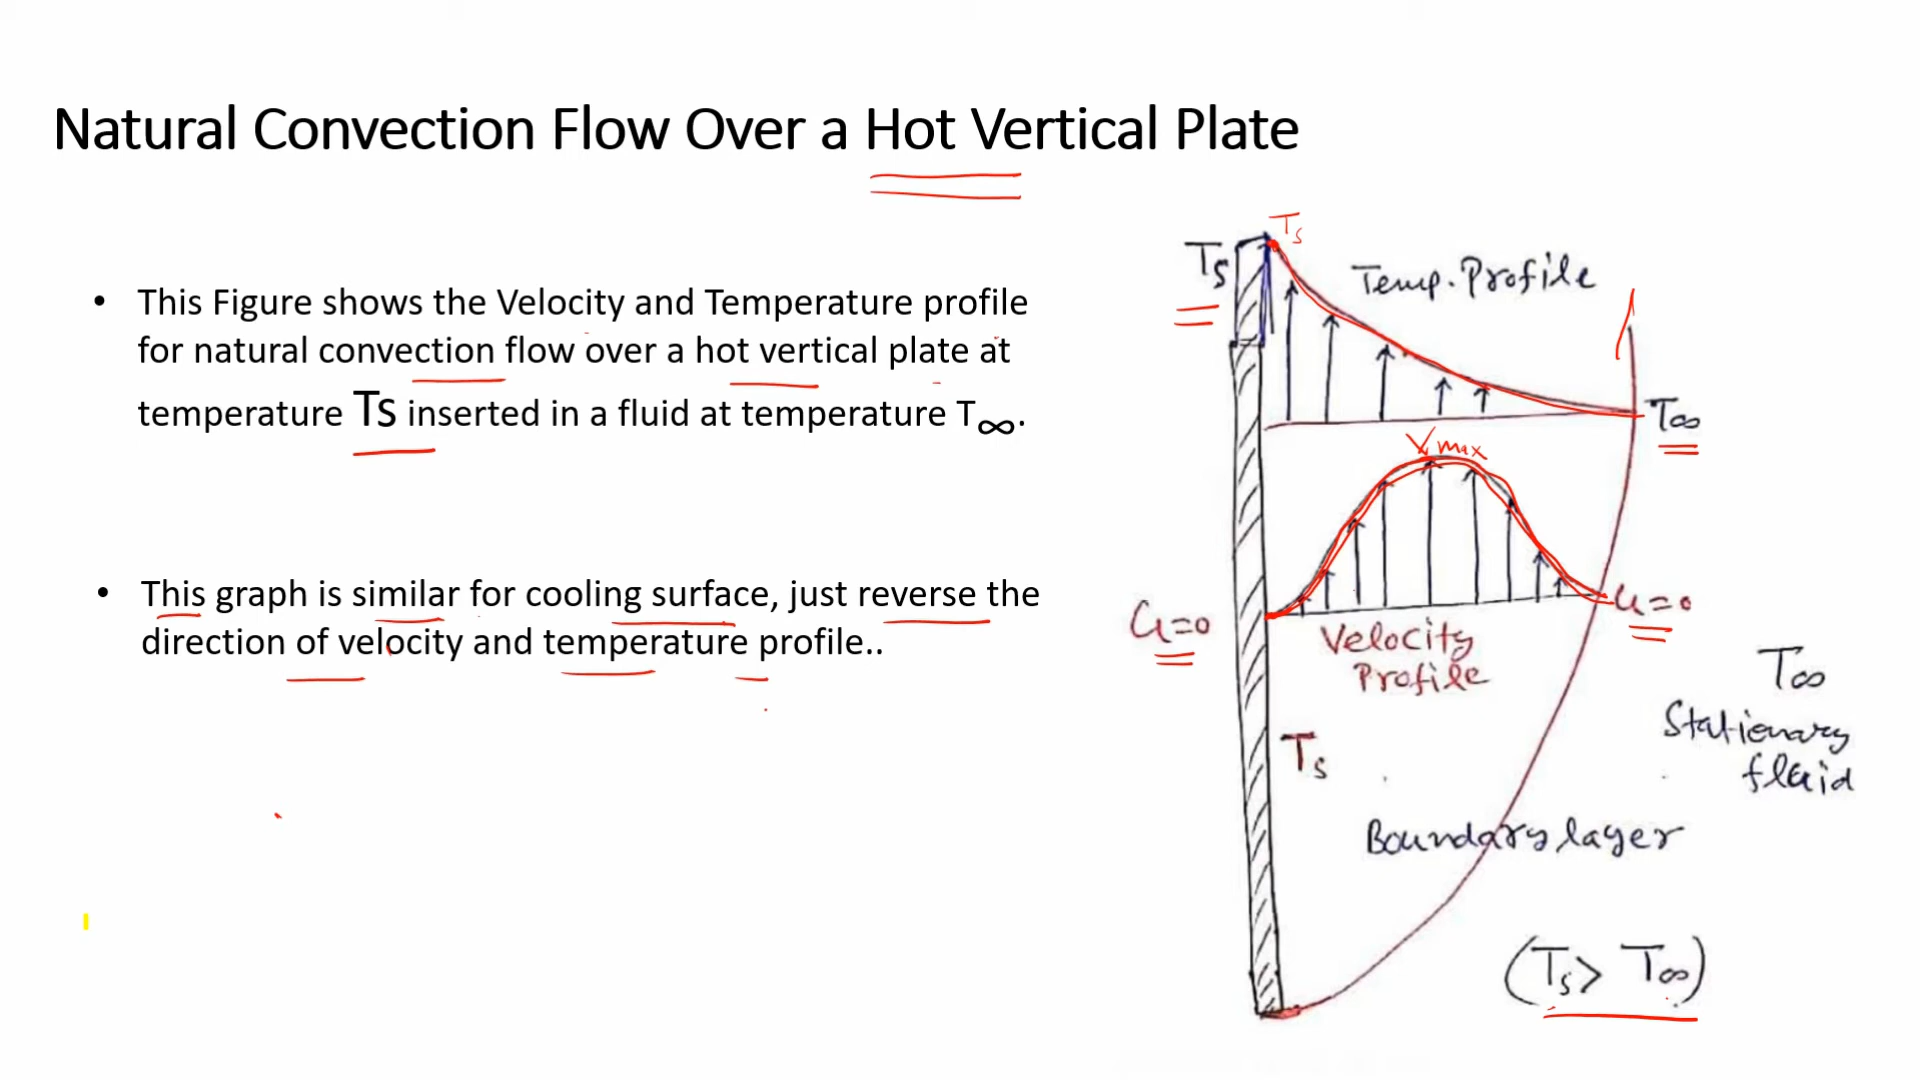 Natural Convection Flow Over a Hot Vertical Plate
• This Figure shows the Velocity and Temperature profile
for natural convection flow over a hot vertical plate at
temperature Ts inserted in a fluid at temperature T∞.
• This graph is similar for cooling surface, just reverse the
direction of velocity and temperature profile..
Ts
Ts
Temp. Profile
T∞
Vmax
u=0
u=0
Velocity
Profile
T∞
Stationary
fluid
Ts
Boundary layer
(Ts> T∞)